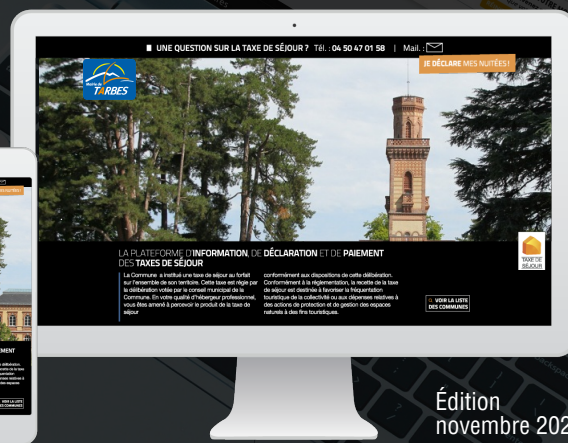 UNE QUESTION SUR LA TAXE DE SÉJOUR ? Tél. : 04 50 47 01 58 | Mail. :
JE DÉCLARE MES NUITÉES !
Mairie de
TARBES
LA PLATEFORME D'INFORMATION, DE DÉCLARATION ET DE PAIEMENT
DES TAXES DE SÉJOUR
La Commune a institué une taxe de séjour au forfait
sur l'ensemble de son territoire. Cette taxe est régie par
la délibération votée par le conseil municipal de la
Commune. En votre qualité d'hébergeur professionnel,
vous êtes amené à percevoir le produit de la taxe de
séjour
conformément aux dispositions de cette délibération.
Conformément à la réglementation, la recette de la taxe
de séjour est destinée à favoriser la fréquentation
touristique de la collectivité ou aux dépenses relatives à
des actions de protection et de gestion des espaces
naturels à des fins touristiques.
TAXE DE
SÉJOUR
VOIR LA LISTE
DES COMMUNES
VOIR LA LISTE
Édition
novembre 202